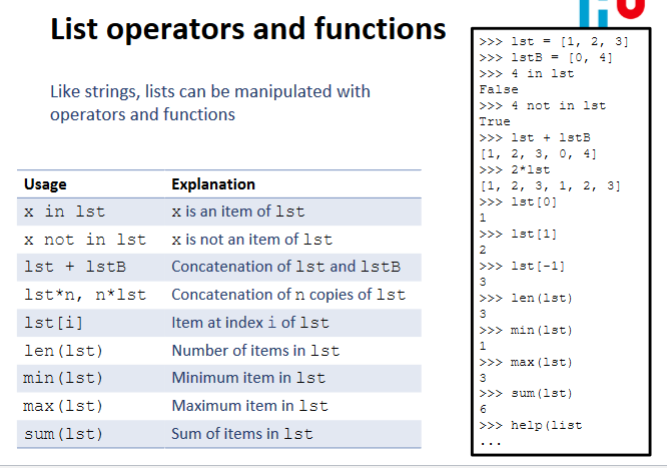 List operators and functions
Like strings, lists can be manipulated with
operators and functions
Usage Explanation
x in lst x is an item of lst
x not in lst x is not an item of lst
lst + lstB Concatenation of lst and lstB
lst*n, n*lst Concatenation of n copies of lst
lst[i] Item at index i of lst
len(lst) Number of items in lst
min(lst) Minimum item in lst
max(lst) Maximum item in lst
sum(lst) Sum of items in lst
>>> lst = [1, 2, 3]
>>> lstB = [0, 4]
>>> 4 in lst
False
>>> 4 not in lst
True
>>> lst + lstB
[1, 2, 3, 0, 4]
>>> 2*lst
[1, 2, 3, 1, 2, 3]
>>> lst[0]
1
>>> lst[1]
2
>>> lst[-1]
3
>>> len(lst)
3
>>> min(lst)
1
>>> max(lst)
3
>>> sum(lst)
6
>>> help(list
...